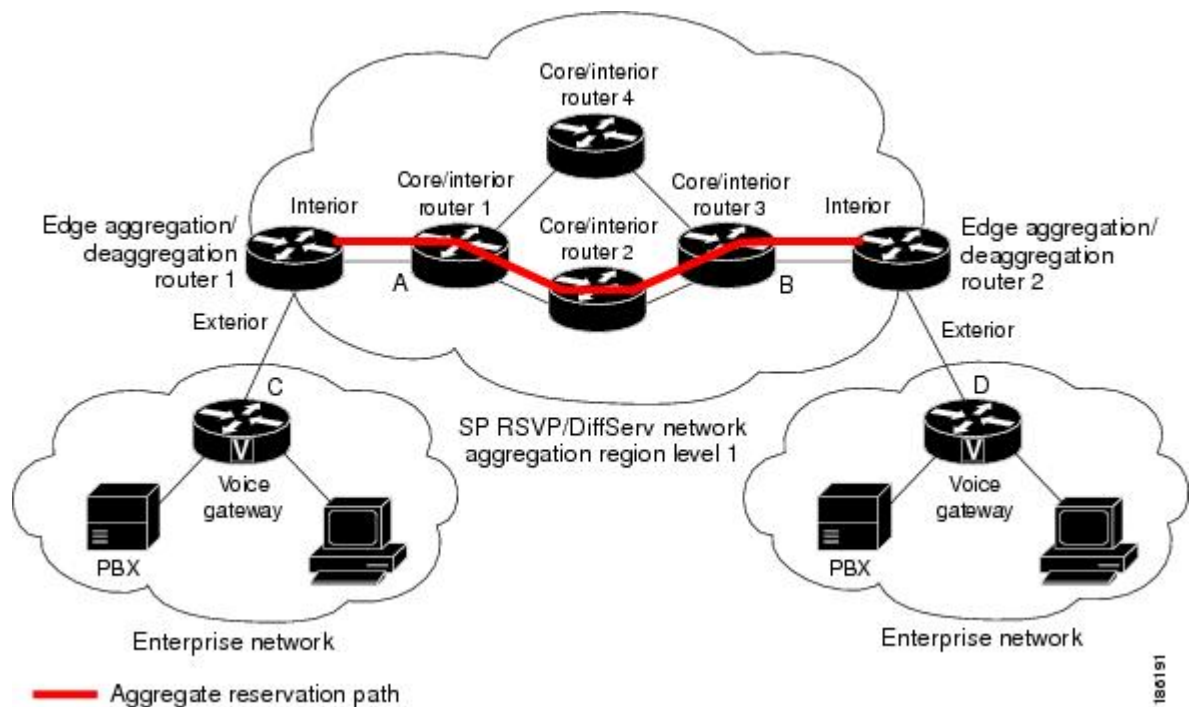 Core/interior
router 4
Core/interior
router 1
Core/interior
router 3
Interior
Core/interior
router 2
Interior
Edge aggregation/
deaggregation
router 1
Edge aggregation/
deaggregation
router 2
A
B
Exterior
Exterior
C
D
SP RSVP/DiffServ network
aggregation region level 1
V
Voice
gateway
PBX
V
Voice
gateway
PBX
Enterprise network
Enterprise network
Aggregate reservation path
186191